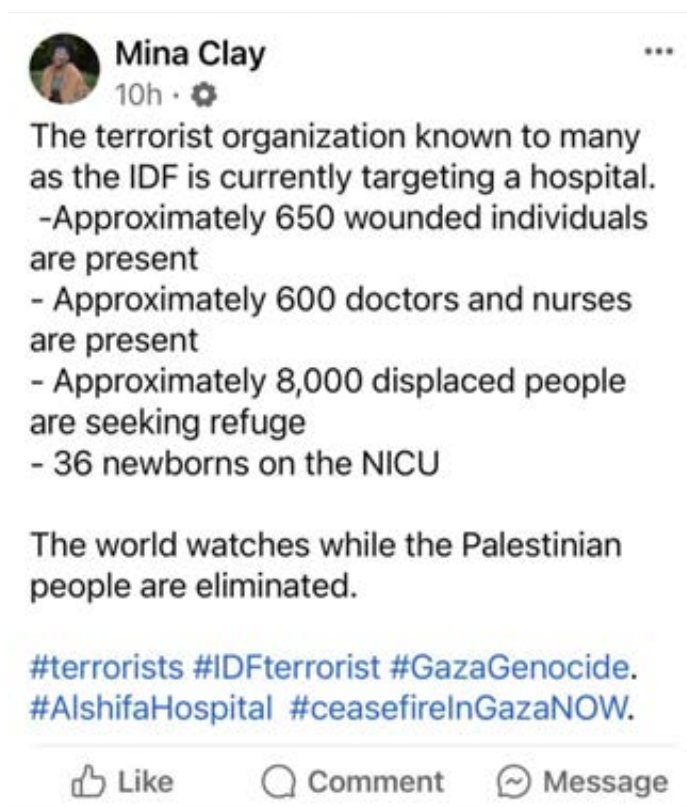 Mina Clay
10h ·
The terrorist organization known to many
as the IDF is currently targeting a hospital.
-Approximately 650 wounded individuals
are present
- Approximately 600 doctors and nurses
are present
- Approximately 8,000 displaced people
are seeking refuge
- 36 newborns on the NICU
The world watches while the Palestinian
people are eliminated.
#terrorists #IDFterrorist #GazaGenocide.
#AlshifaHospital #ceasefireInGazaNOW.
Like Comment Message